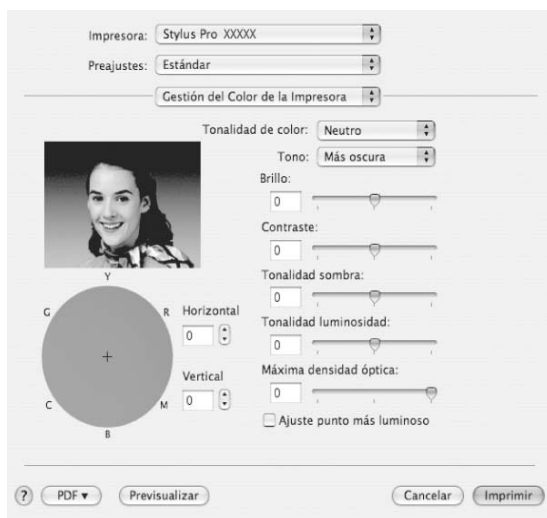 Impresora: Stylus Pro XXXXX
Preajustes: Estándar
Gestión del Color de la Impresora
Tonalidad de color: Neutro
Tono: Más oscura
Brillo:
0
Contraste:
0
Tonalidad sombra:
0
Tonalidad luminosidad:
0
Máxima densidad óptica:
0
Ajuste punto más luminoso
Y
G R
C M
B
Horizontal
0
Vertical
0
? PDF Previsualizar Cancelar Imprimir